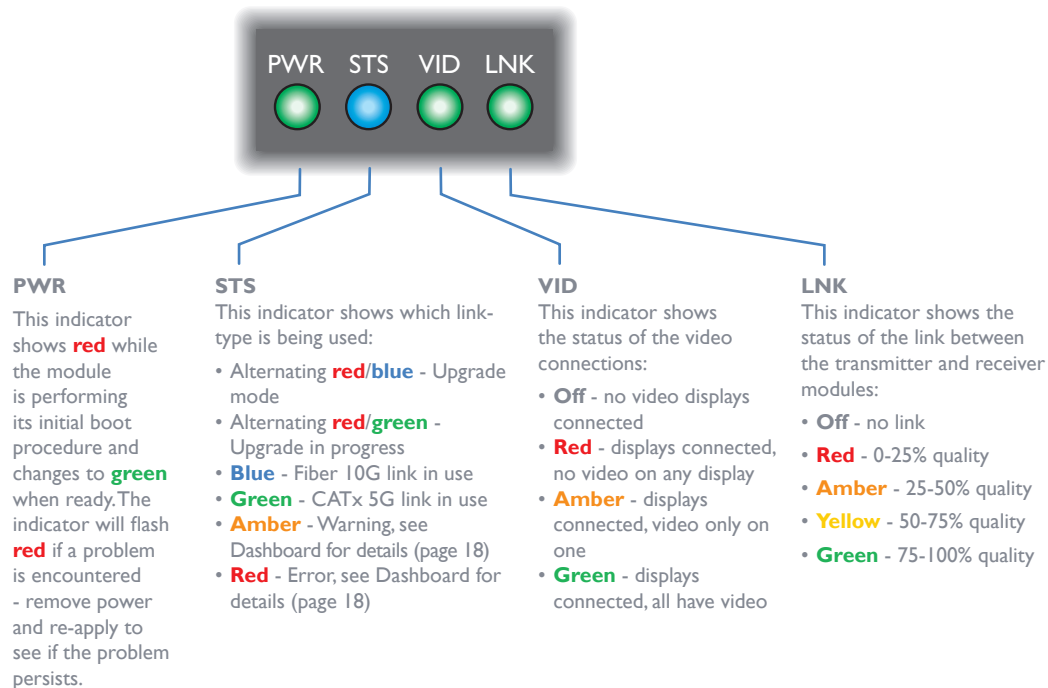 PWR STS VID LNK
PWR
This indicator
shows red while
the module
is performing
its initial boot
procedure and
changes to green
when ready. The
indicator will flash
red if a problem
is encountered
- remove power
and re-apply to
see if the problem
persists.
STS
This indicator shows which link-
type is being used:
• Alternating red/blue - Upgrade
mode
• Alternating red/green -
Upgrade in progress
• Blue - Fiber 10G link in use
• Green - CATx 5G link in use
• Amber - Warning, see
Dashboard for details (page 18)
• Red - Error, see Dashboard for
details (page 18)
VID
This indicator shows
the status of the video
connections:
• Off - no video displays
connected
• Red - displays connected,
no video on any display
• Amber - displays
connected, video only on
one
• Green - displays
connected, all have video
LNK
This indicator shows the
status of the link between
the transmitter and receiver
modules:
• Off - no link
• Red - 0-25% quality
• Amber - 25-50% quality
• Yellow - 50-75% quality
• Green - 75-100% quality